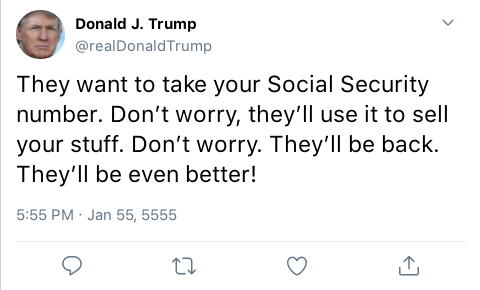 Donald J. Trump
@realDonaldTrump
They want to take your Social Security
number. Don’t worry, they’ll use it to sell
your stuff. Don’t worry. They’ll be back.
They’ll be even better!
5:55 PM · Jan 55, 5555